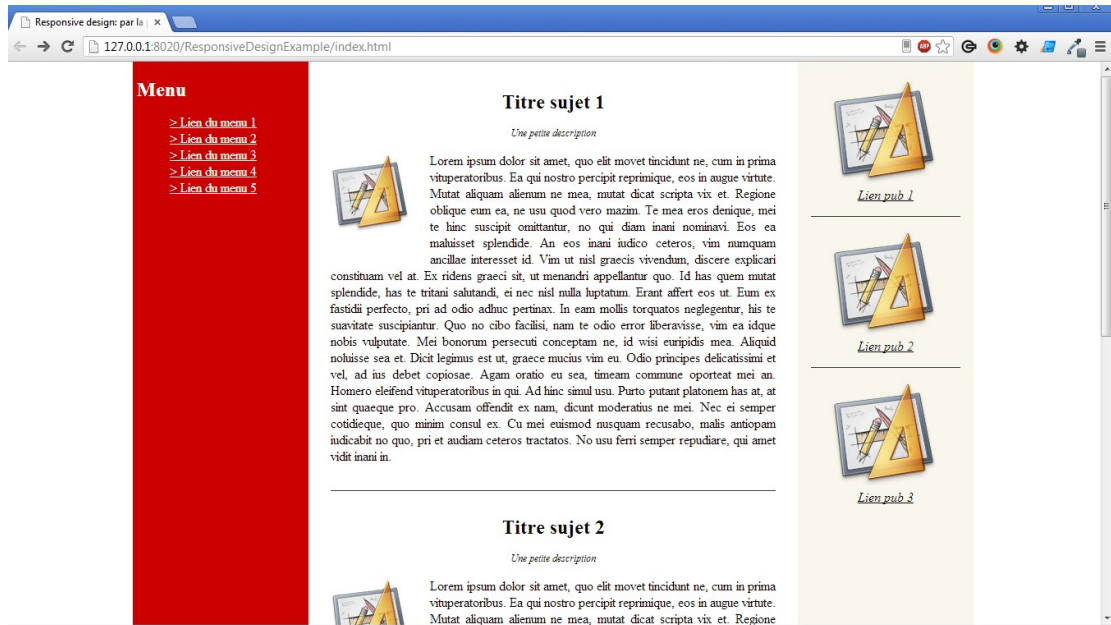 Responsive design: par la
127.0.0.1:8020/ResponsiveDesignExample/index.html
ABP
Menu
> Lien du menu 1
> Lien du menu 2
> Lien du menu 3
> Lien du menu 4
> Lien du menu 5
Titre sujet 1
Une petite description
Lorem ipsum dolor sit amet, quo elit movet tincidunt ne, cum in prima
vituperatoribus. Ea qui nostro percipit reprimique, eos in augue virtute.
Mutat aliquam alienum ne mea, mutat dicat scripta vix et. Regione
oblique eum ea, ne usu quod vero mazim. Te mea eros denique, mei
te hinc suscipit omittantur, no qui diam inani nominavi. Eos ea
maluisset splendide. An eos inani iudico ceteros, vim numquam
ancillae interesset id. Vim ut nisl graecis vivendum, discere explicari
constituam vel at. Ex ridens graeci sit, ut menandri appellantur quo. Id has quem mutat
splendide, has te tritani salutandi, ei nec nisl nulla luptatum. Erant affert eos ut. Eum ex
fastidii perfecto, pri ad odio adhuc pertinax. In eam mollis torquatos neglegentur, his te
suavitate suscipiantur. Quo no cibo facilisi, nam te odio error liberavisse, vim ea idque
nobis vulputate. Mei bonorum persecuti conceptam ne, id wisi euripidis mea. Aliquid
noluisse sea et. Dicit legimus est ut, graece mucius vim eu. Odio principes delicatissimi et
vel, ad ius debet copiosae. Agam oratio eu sea, timeam commune oporteat mei an.
Homero eleifend vituperatoribus in qui. Ad hinc simul usu. Purto putant platonem has at, at
sint quaeque pro. Accusam offendit ex nam, dicunt moderatius ne mei. Nec ei semper
cotidieque, quo minim consul ex. Cu mei euismod nusquam recusabo, malis antiopam
iudicabit no quo, pri et audiam ceteros tractatos. No usu ferri semper repudiare, qui amet
vidit inani in.
Titre sujet 2
Une petite description
Lorem ipsum dolor sit amet, quo elit movet tincidunt ne, cum in prima
vituperatoribus. Ea qui nostro percipit reprimique, eos in augue virtute.
Mutat aliquam alienum ne mea, mutat dicat scripta vix et. Regione
Lien pub 1
Lien pub 2
Lien pub 3